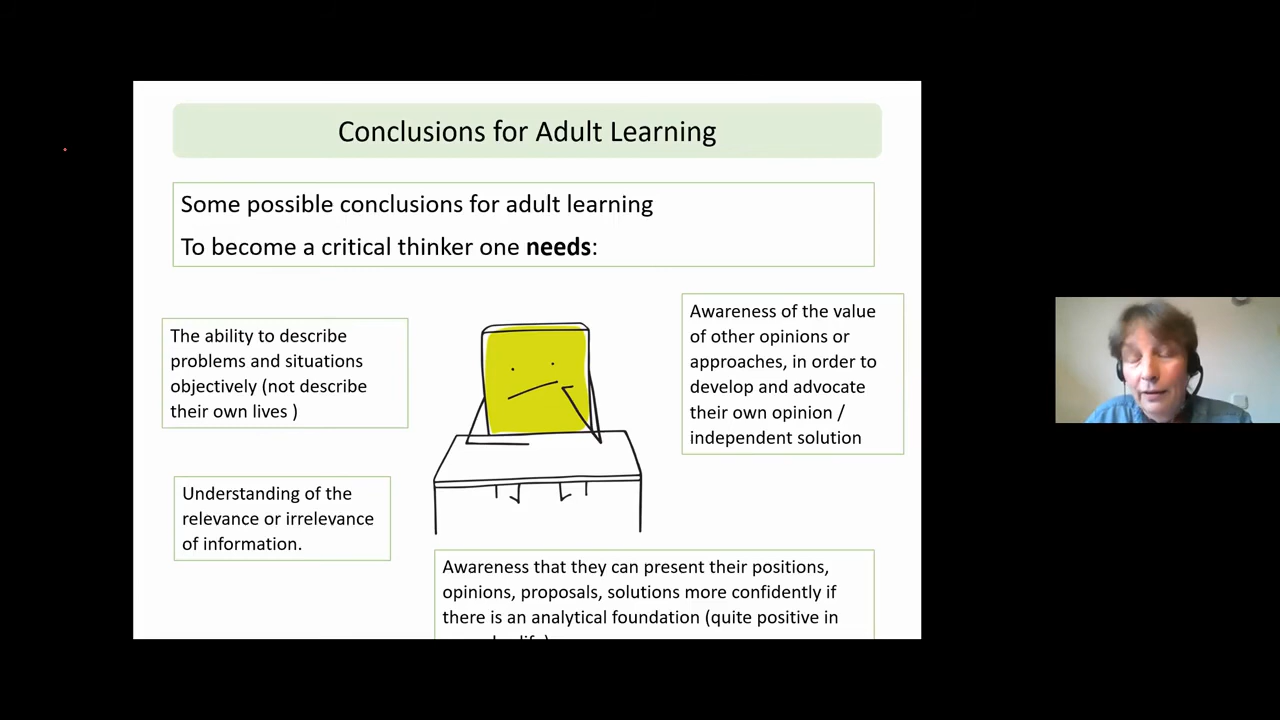 Conclusions for Adult Learning
Some possible conclusions for adult learning
To become a critical thinker one needs:
The ability to describe
problems and situations
objectively (not describe
their own lives )
Awareness of the value
of other opinions or
approaches, in order to
develop and advocate
their own opinion /
independent solution
Understanding of the
relevance or irrelevance
of information.
Awareness that they can present their positions,
opinions, proposals, solutions more confidently if
there is an analytical foundation (quite positive in